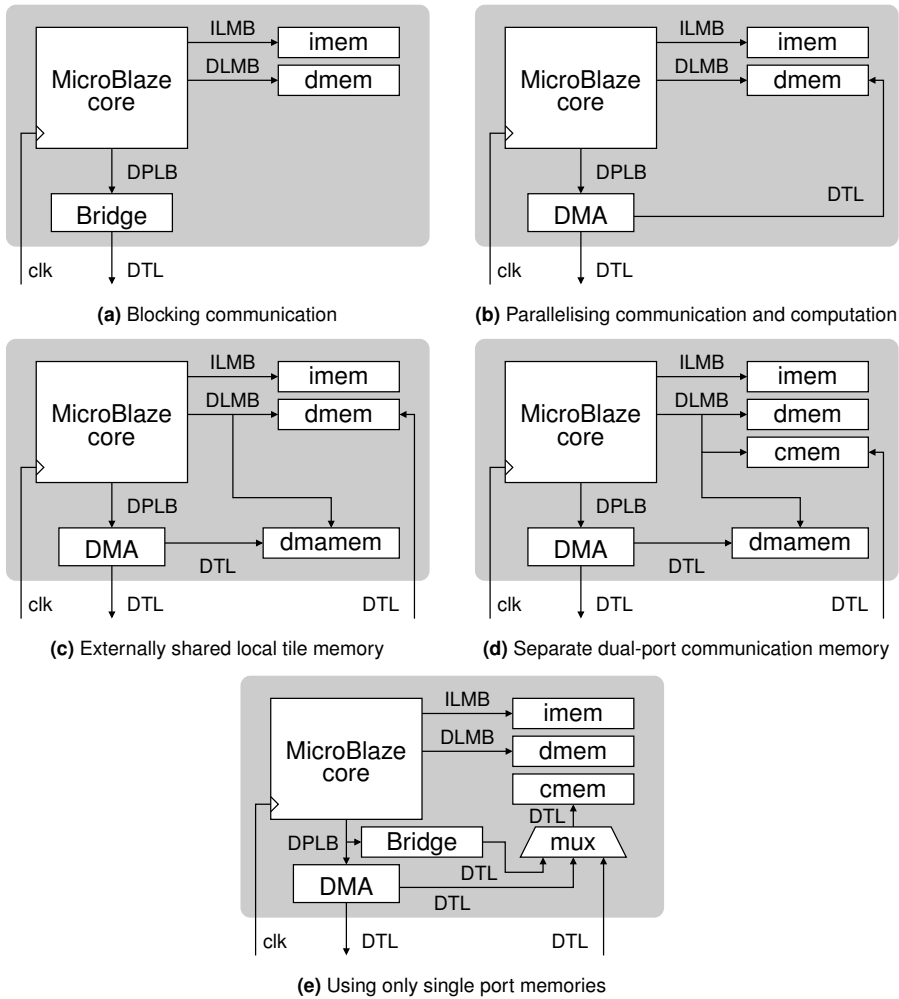 ILMB
imem
MicroBlaze
core
DLMB
dmem
DPLB
Bridge
clk
DTL
(a) Blocking communication
ILMB
imem
MicroBlaze
core
DLMB
dmem
DPLB
DTL
DMA
clk
DTL
(b) Parallelising communication and computation
ILMB
imem
MicroBlaze
core
DLMB
dmem
DPLB
DMA
dmamem
DTL
clk
DTL
DTL
(c) Externally shared local tile memory
ILMB
imem
MicroBlaze
core
DLMB
dmem
cmem
DPLB
DMA
dmamem
DTL
clk
DTL
DTL
(d) Separate dual-port communication memory
ILMB
imem
MicroBlaze
core
DLMB
dmem
cmem
DTL
DPLB
Bridge
mux
DTL
DMA
DTL
clk
DTL
DTL
(e) Using only single port memories